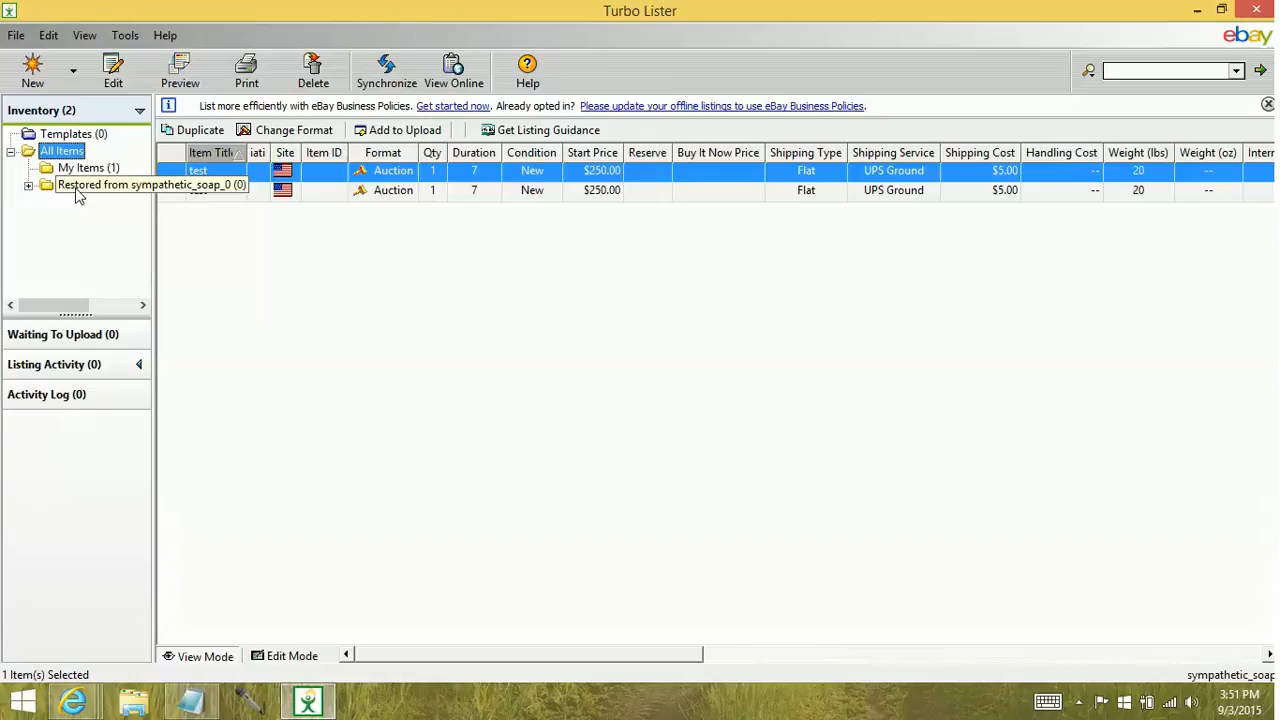 Turbo Lister
File Edit View Tools Help
ebay
New Edit Preview Print Delete Synchronize View Online Help
Inventory (2)
List more efficiently with eBay Business Policies. Get started now. Already opted in? Please update your offline listings to use eBay Business Policies.
Templates (0)
Duplicate Change Format Add to Upload Get Listing Guidance
All Items
Item Title iati Site Item ID Format Qty Duration Condition Start Price Reserve Buy It Now Price Shipping Type Shipping Service Shipping Cost Handling Cost Weight (lbs) Weight (oz) Intern
My Items (1)
test Auction 1 7 New $250.00 Flat UPS Ground $5.00 -- 20 --
Restored from sympathetic_soap_0 (0)
Auction 1 7 New $250.00 Flat UPS Ground $5.00 -- 20 --
Waiting To Upload (0)
Listing Activity (0)
Activity Log (0)
View Mode Edit Mode
1 Item(s) Selected
sympathetic_soap
3:51 PM
9/3/2015